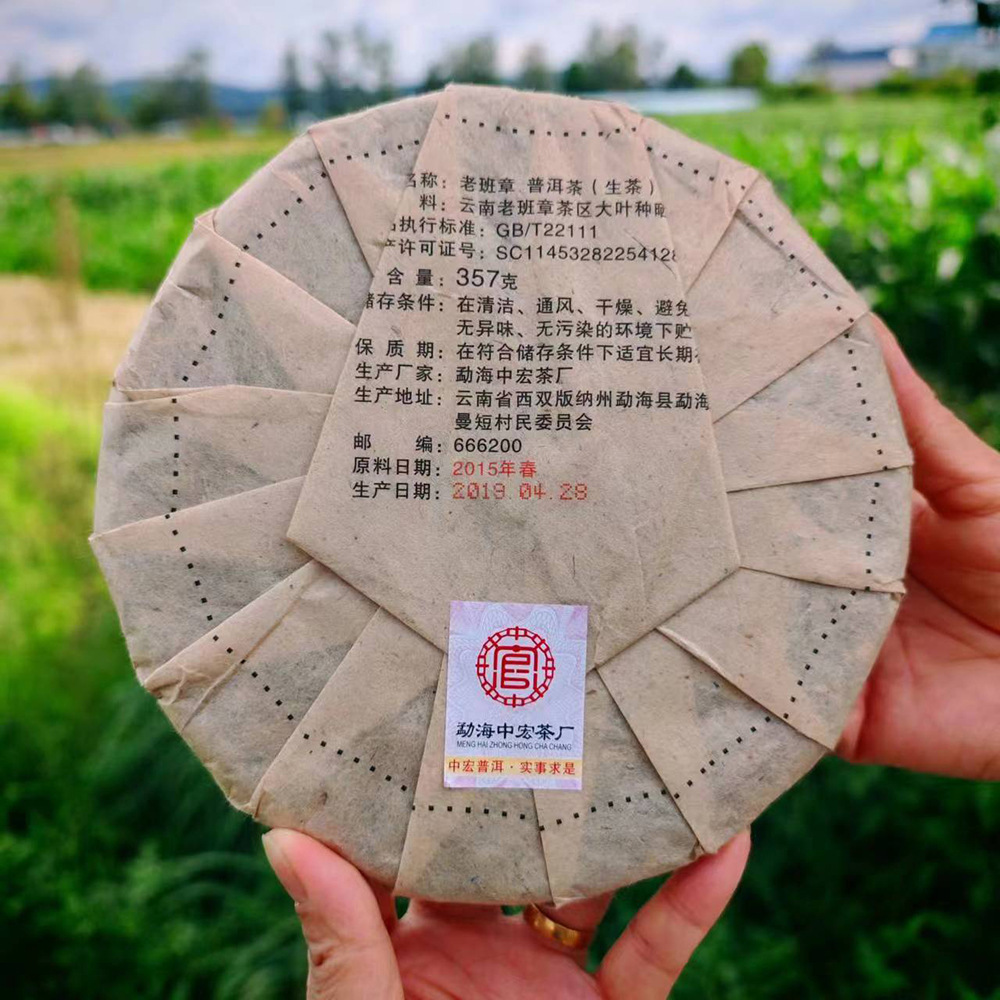 名称：老班章 普洱茶（生茶）
料：云南老班章茶区大叶种
执行标准：GB/T22111
许可证号：SC11453282254128
含 量：357克
储存条件：在清洁、通风、干燥、避免
无异味、无污染的环境下贮
保 质 期：在符合储存条件下适宜长期
生产厂家：勐海中宏茶厂
生产地址：云南省西双版纳州勐海县勐海
曼短村民委员会
邮 编：666200
原料日期：2015年春
生产日期：2019.04.28
中 中 中 中
官
勐海中宏茶厂
MENG HAI ZHONG HONG CHA CHANG
中宏普洱·实事求是